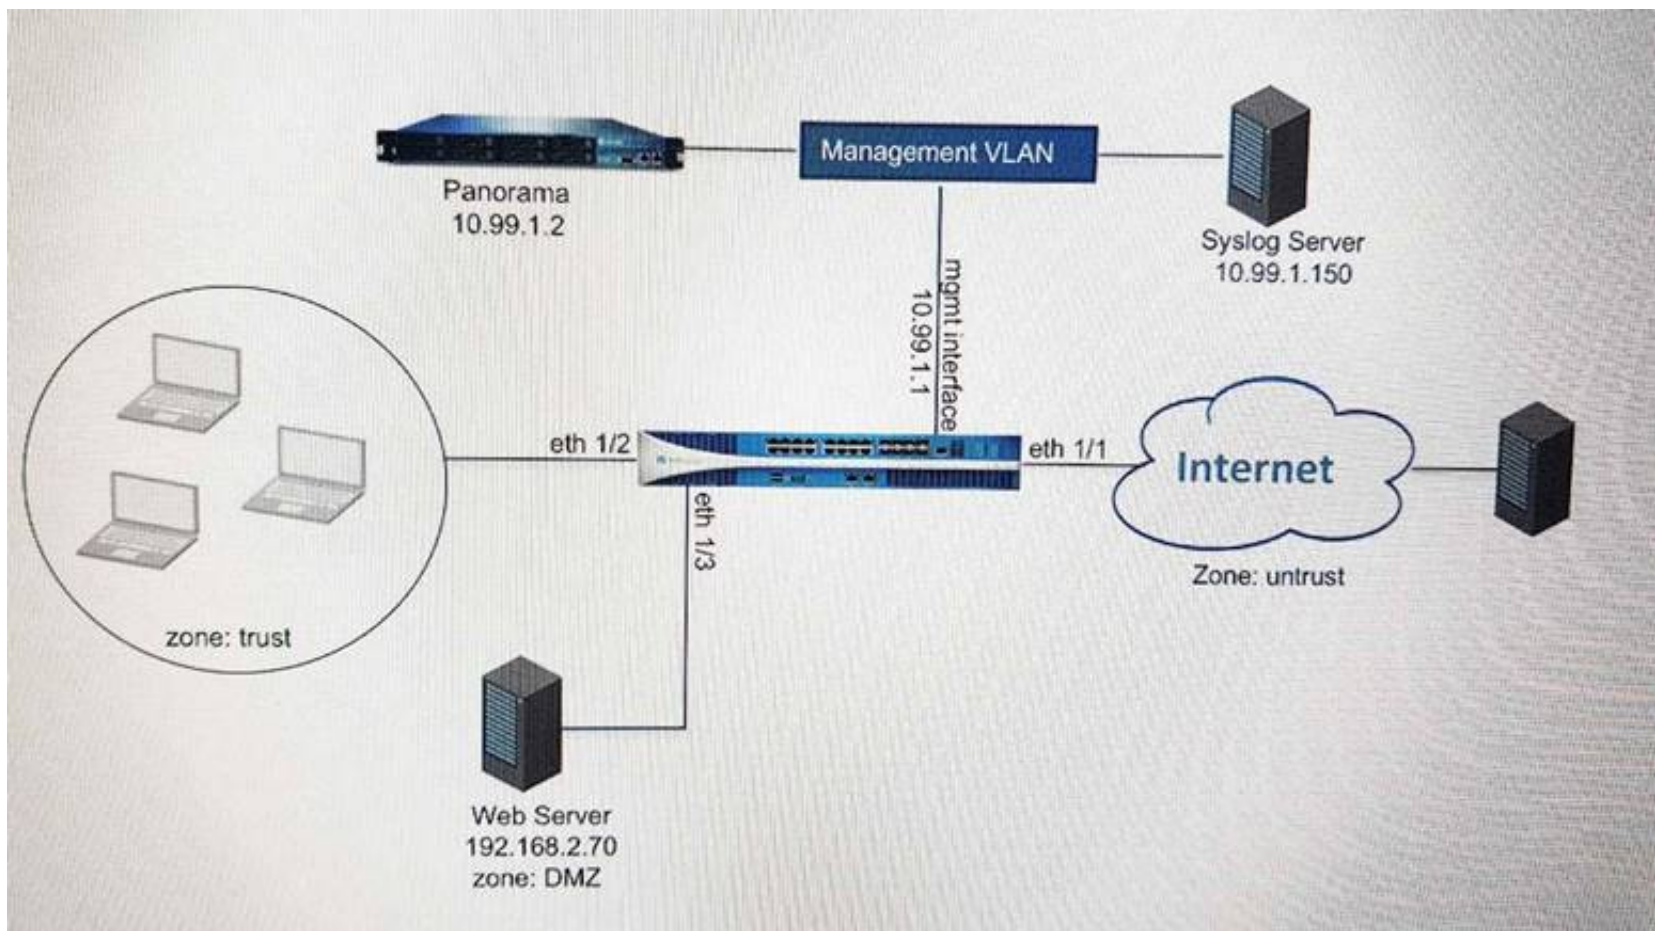 Management VLAN
Panorama
10.99.1.2
Syslog Server
10.99.1.150
mgmt interface
10.99.1.1
eth 1/2
eth 1/1
Internet
eth 1/3
Zone: untrust
zone: trust
Web Server
192.168.2.70
zone: DMZ